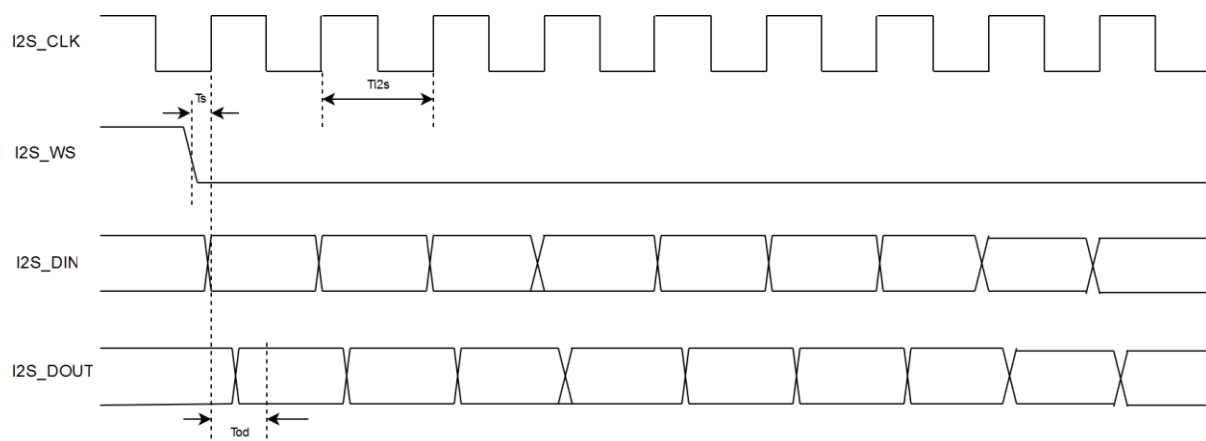 I2S_CLK
Ts
Ti2s
I2S_WS
I2S_DIN
I2S_DOUT
Tod